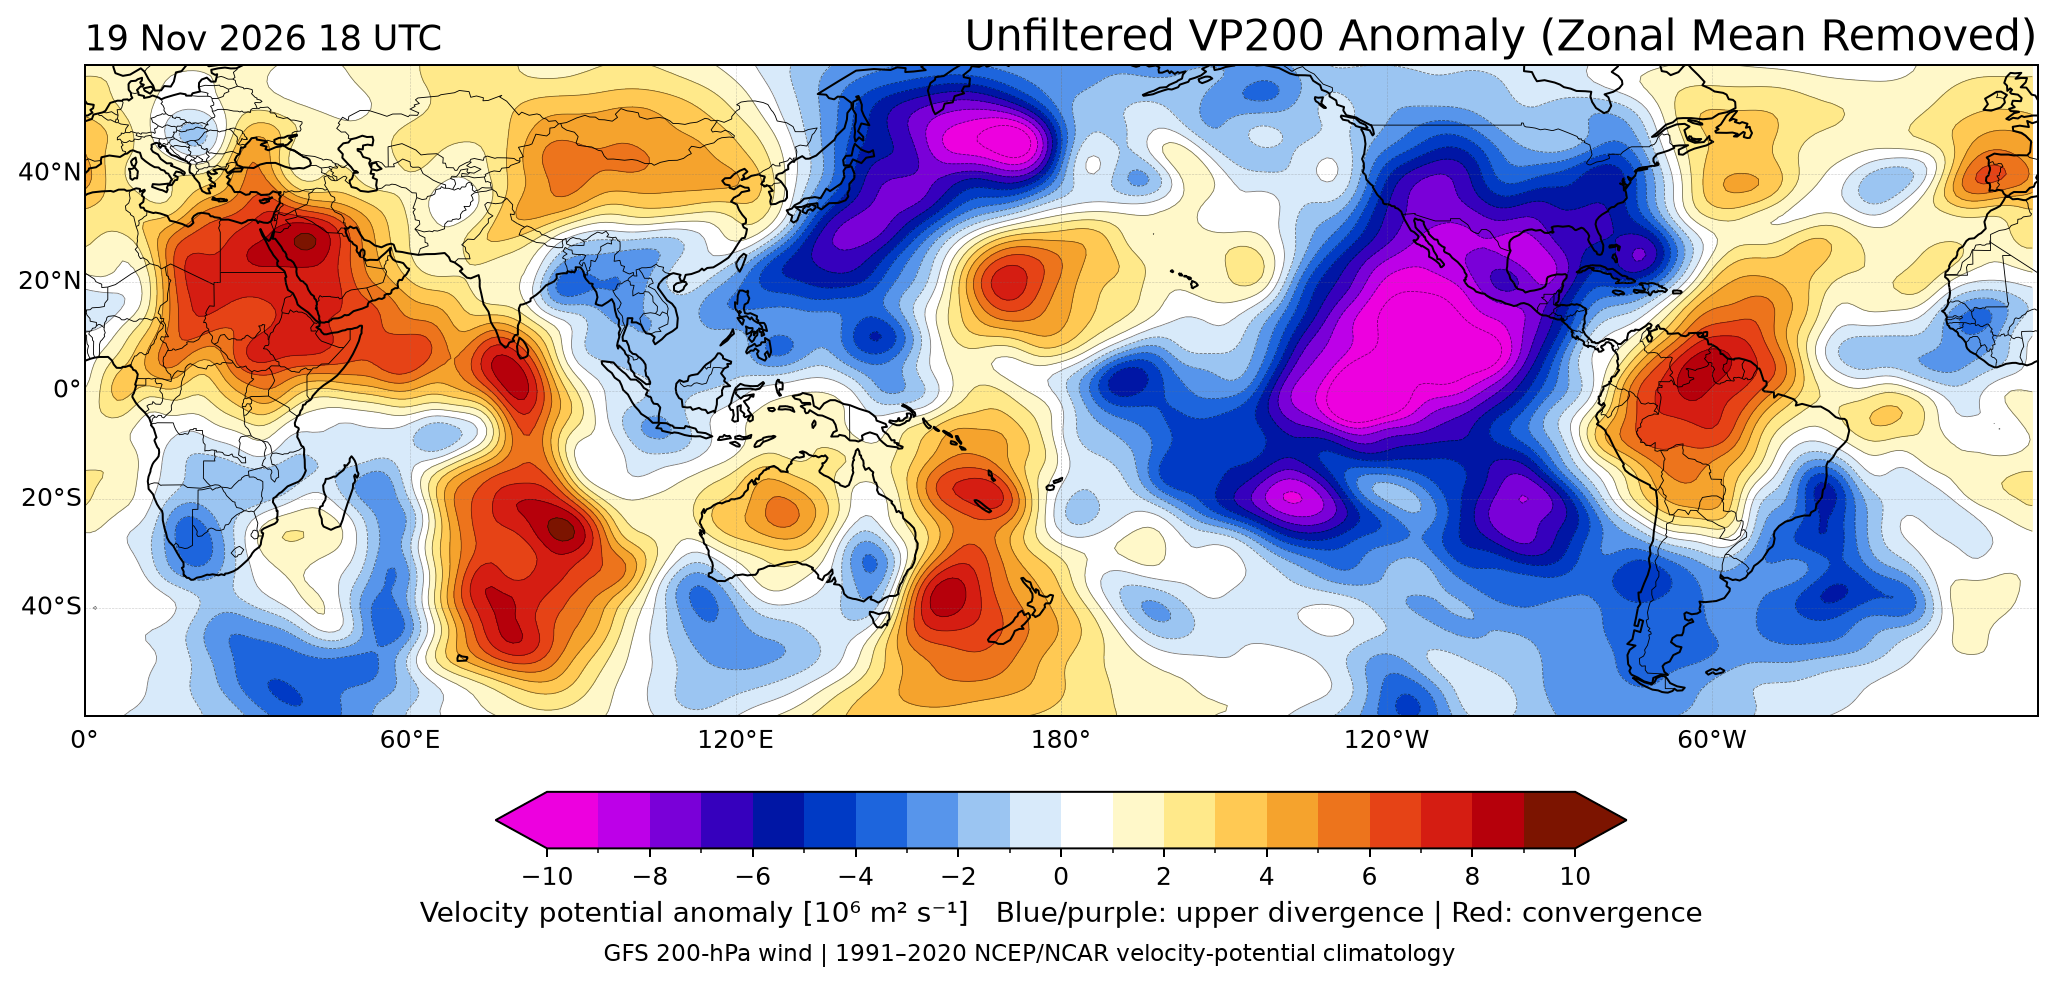 19 Nov 2026 18 UTC
Unfiltered VP200 Anomaly (Zonal Mean Removed)
40°N
20°N
0°
20°S
40°S
0° 60°E 120°E 180° 120°W 60°W
−10 −8 −6 −4 −2 0 2 4 6 8 10
Velocity potential anomaly [10⁶ m² s⁻¹] Blue/purple: upper divergence | Red: convergence
GFS 200-hPa wind | 1991–2020 NCEP/NCAR velocity-potential climatology